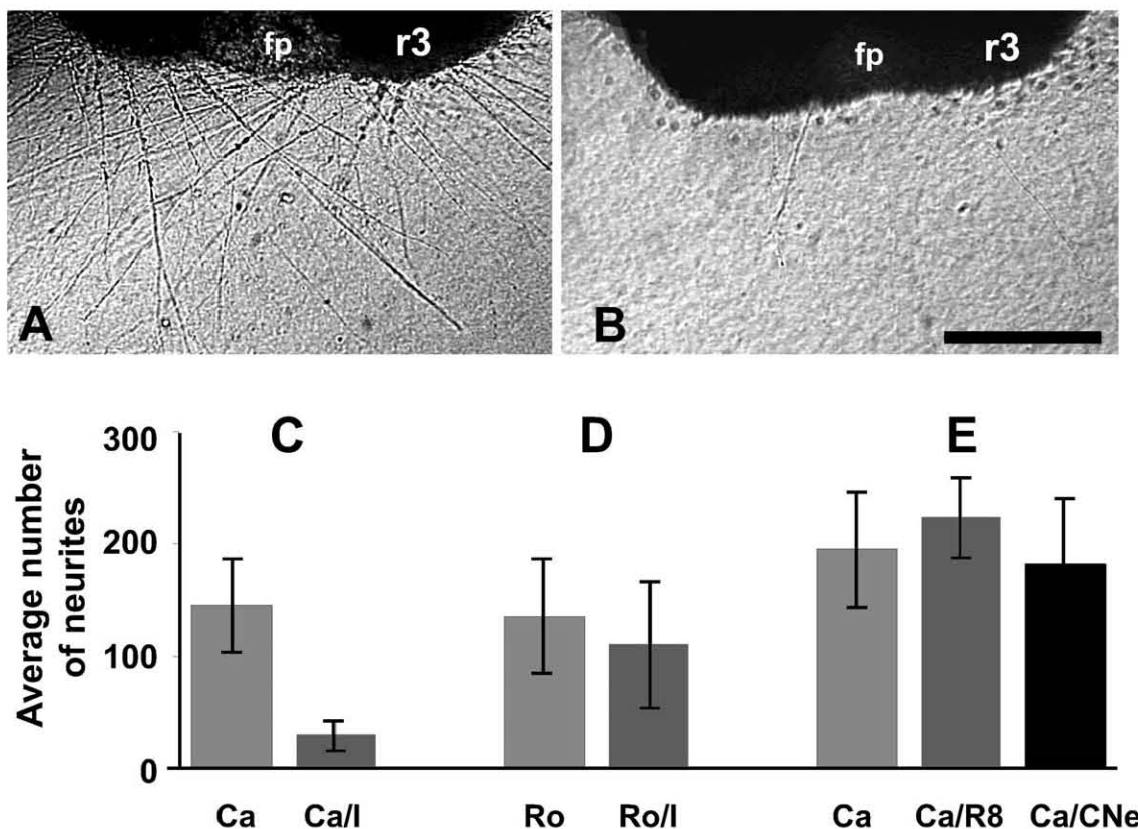 fp r3 fp r3
A B
C D E
300
200
100
0
Average number
of neurites
Ca Ca/I Ro Ro/I Ca Ca/R8 Ca/CNe